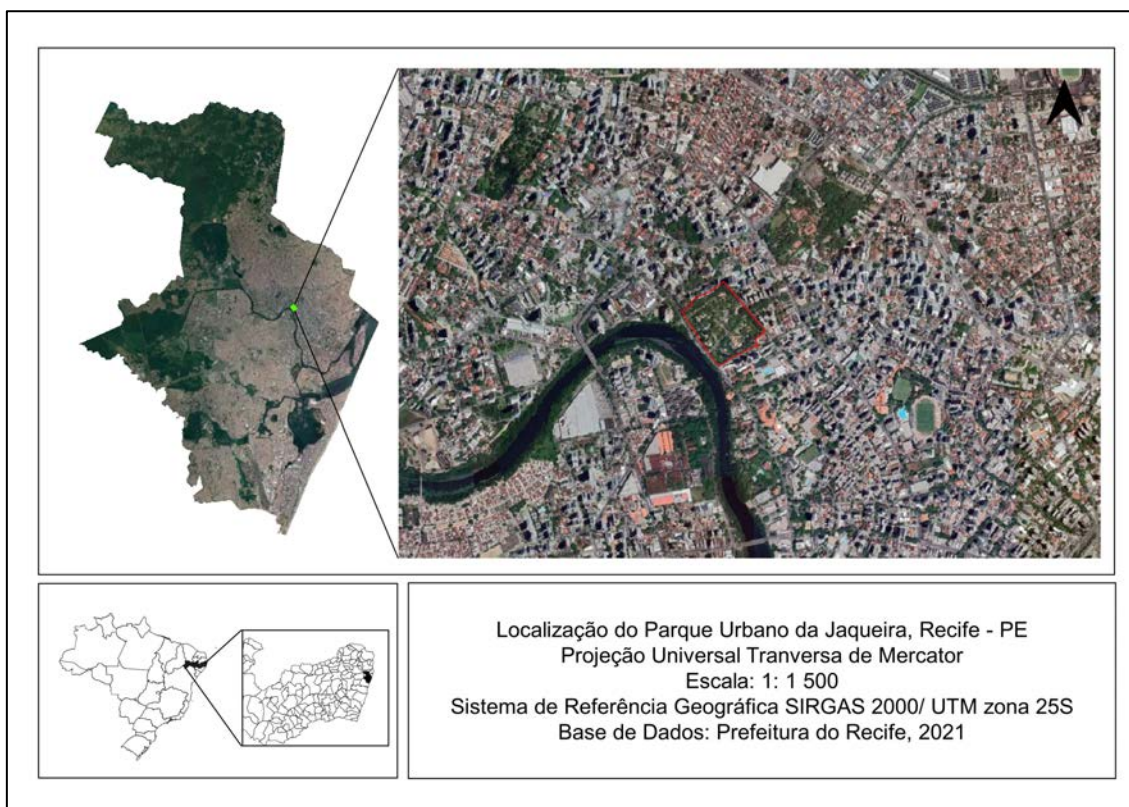 Localização do Parque Urbano da Jaqueira, Recife - PE
Projeção Universal Tranversa de Mercator
Escala: 1: 1 500
Sistema de Referência Geográfica SIRGAS 2000/ UTM zona 25S
Base de Dados: Prefeitura do Recife, 2021